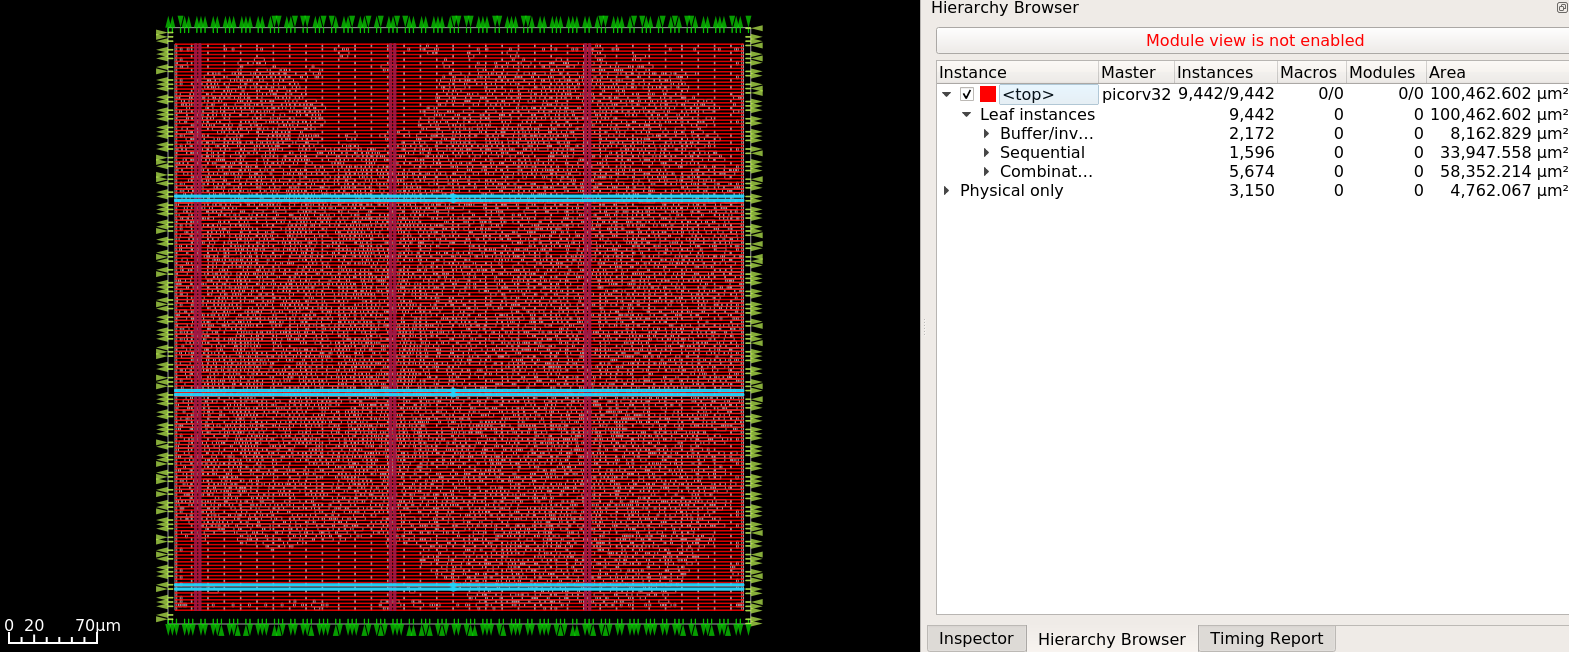 Hierarchy Browser
Module view is not enabled
Instance Master Instances Macros Modules Area
<top> picorv32 9,442/9,442 0/0 0/0 100,462.602 μm²
Leaf instances 9,442 0 0 100,462.602 μm²
Buffer/inv... 2,172 0 0 8,162.829 μm²
Sequential 1,596 0 0 33,947.558 μm²
Combinat... 5,674 0 0 58,352.214 μm²
Physical only 3,150 0 0 4,762.067 μm²
0 20 70μm
Inspector Hierarchy Browser Timing Report